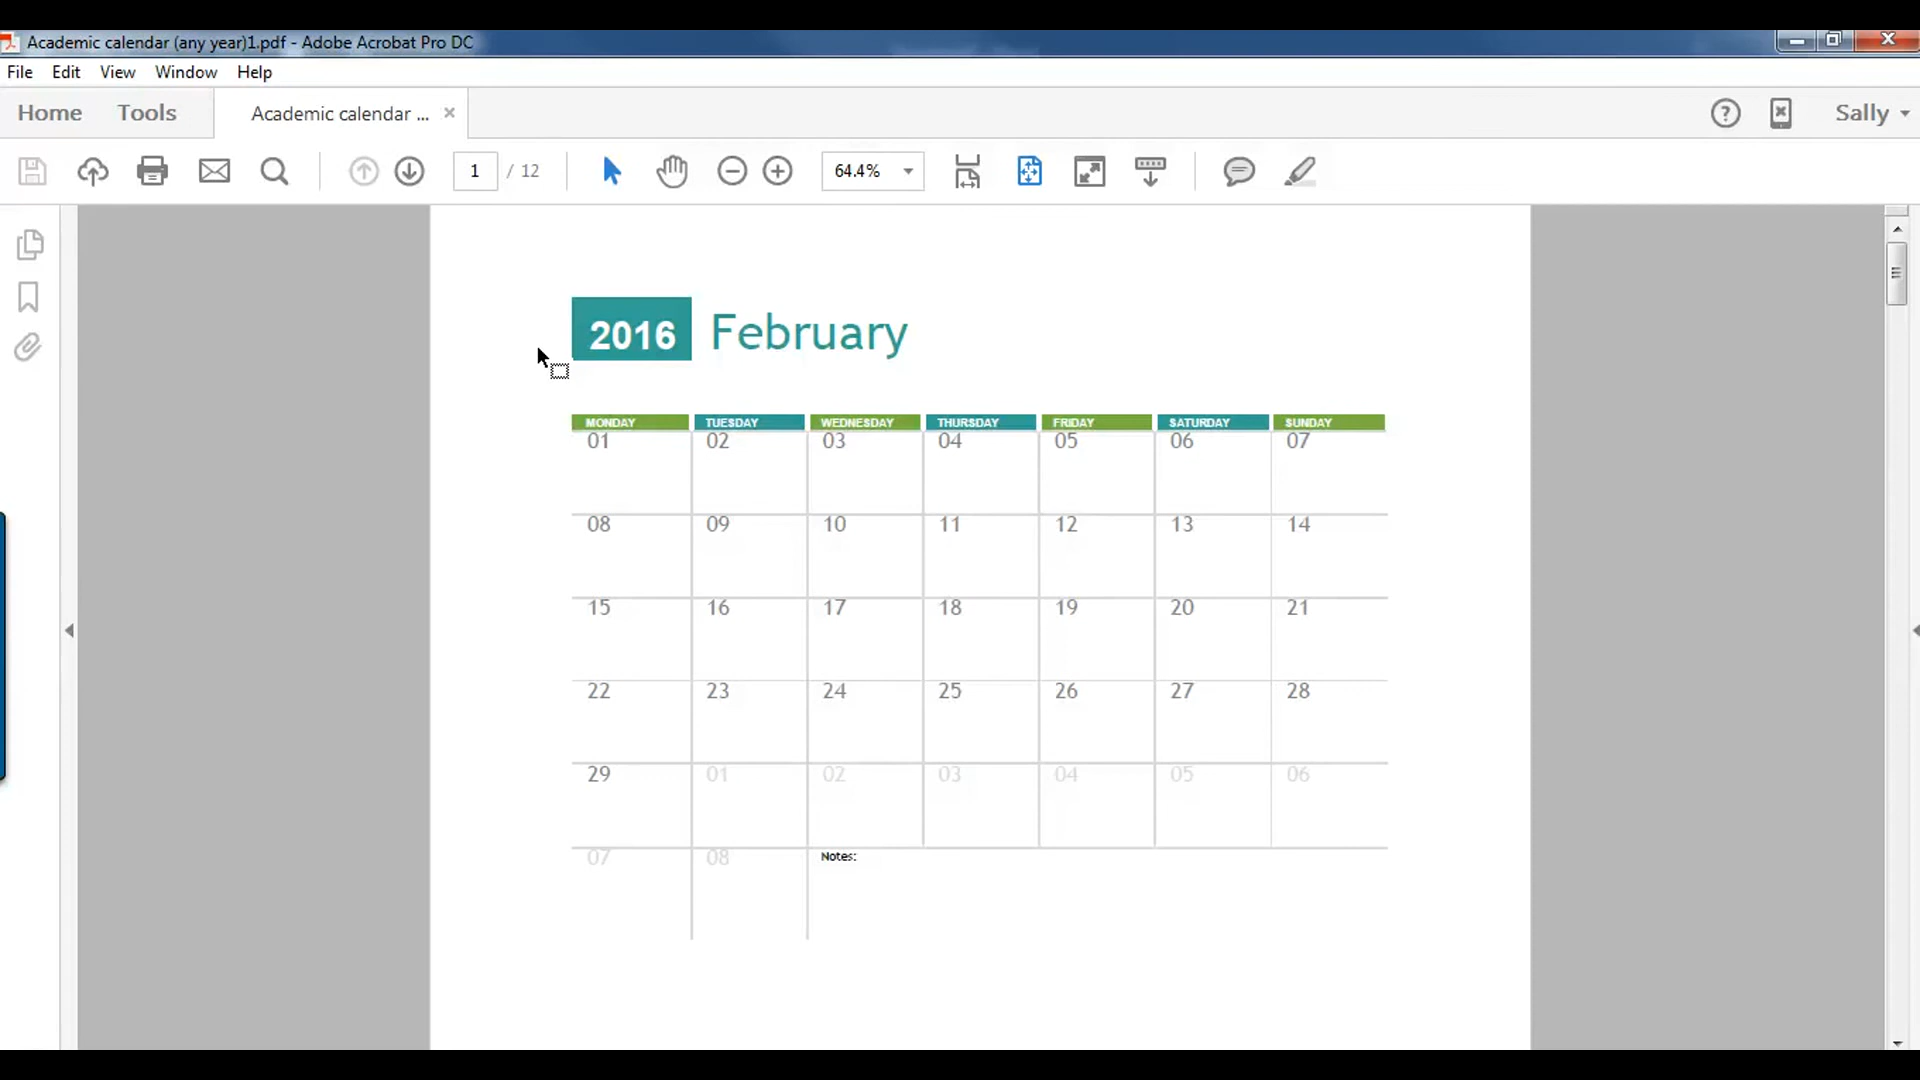 Academic calendar (any year)1.pdf - Adobe Acrobat Pro DC
File Edit View Window Help
Home Tools Academic calendar ... Sally
1 / 12 64.4%
2016 February
MONDAY TUESDAY WEDNESDAY THURSDAY FRIDAY SATURDAY SUNDAY
01 02 03 04 05 06 07
08 09 10 11 12 13 14
15 16 17 18 19 20 21
22 23 24 25 26 27 28
29 01 02 03 04 05 06
07 08 Notes: